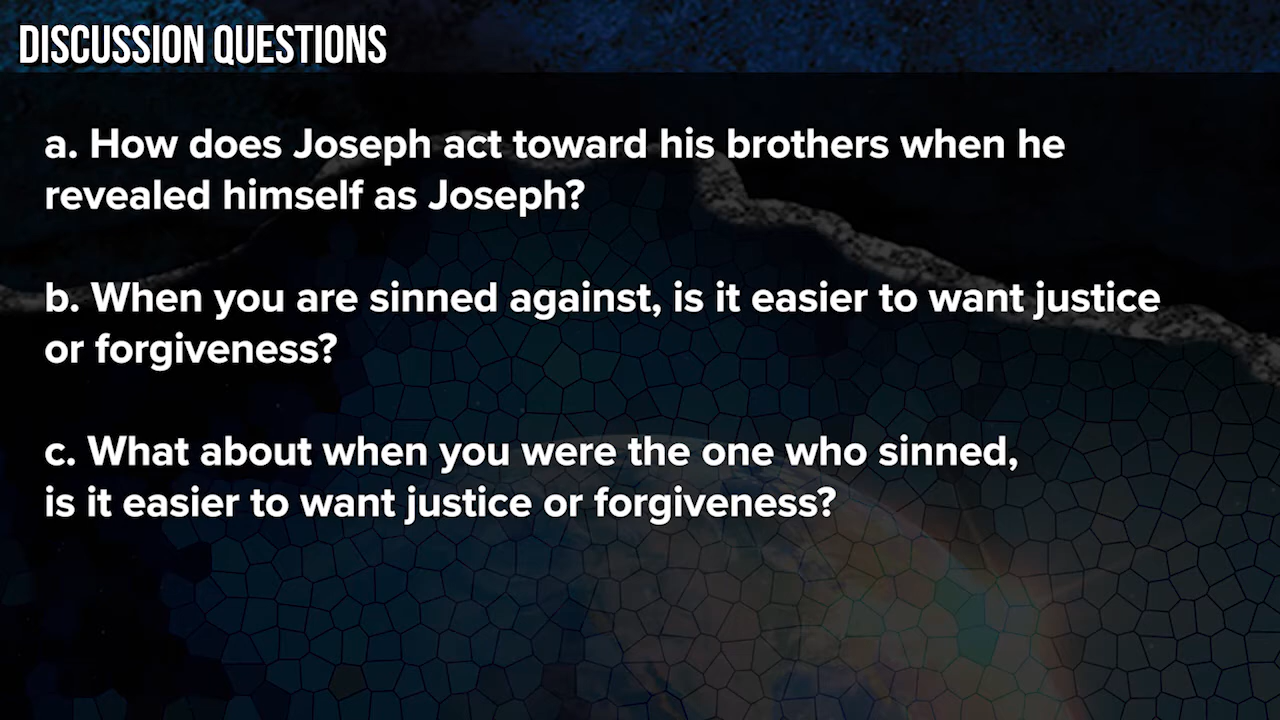 DISCUSSION QUESTIONS
a. How does Joseph act toward his brothers when he
revealed himself as Joseph?
b. When you are sinned against, is it easier to want justice
or forgiveness?
c. What about when you were the one who sinned,
is it easier to want justice or forgiveness?